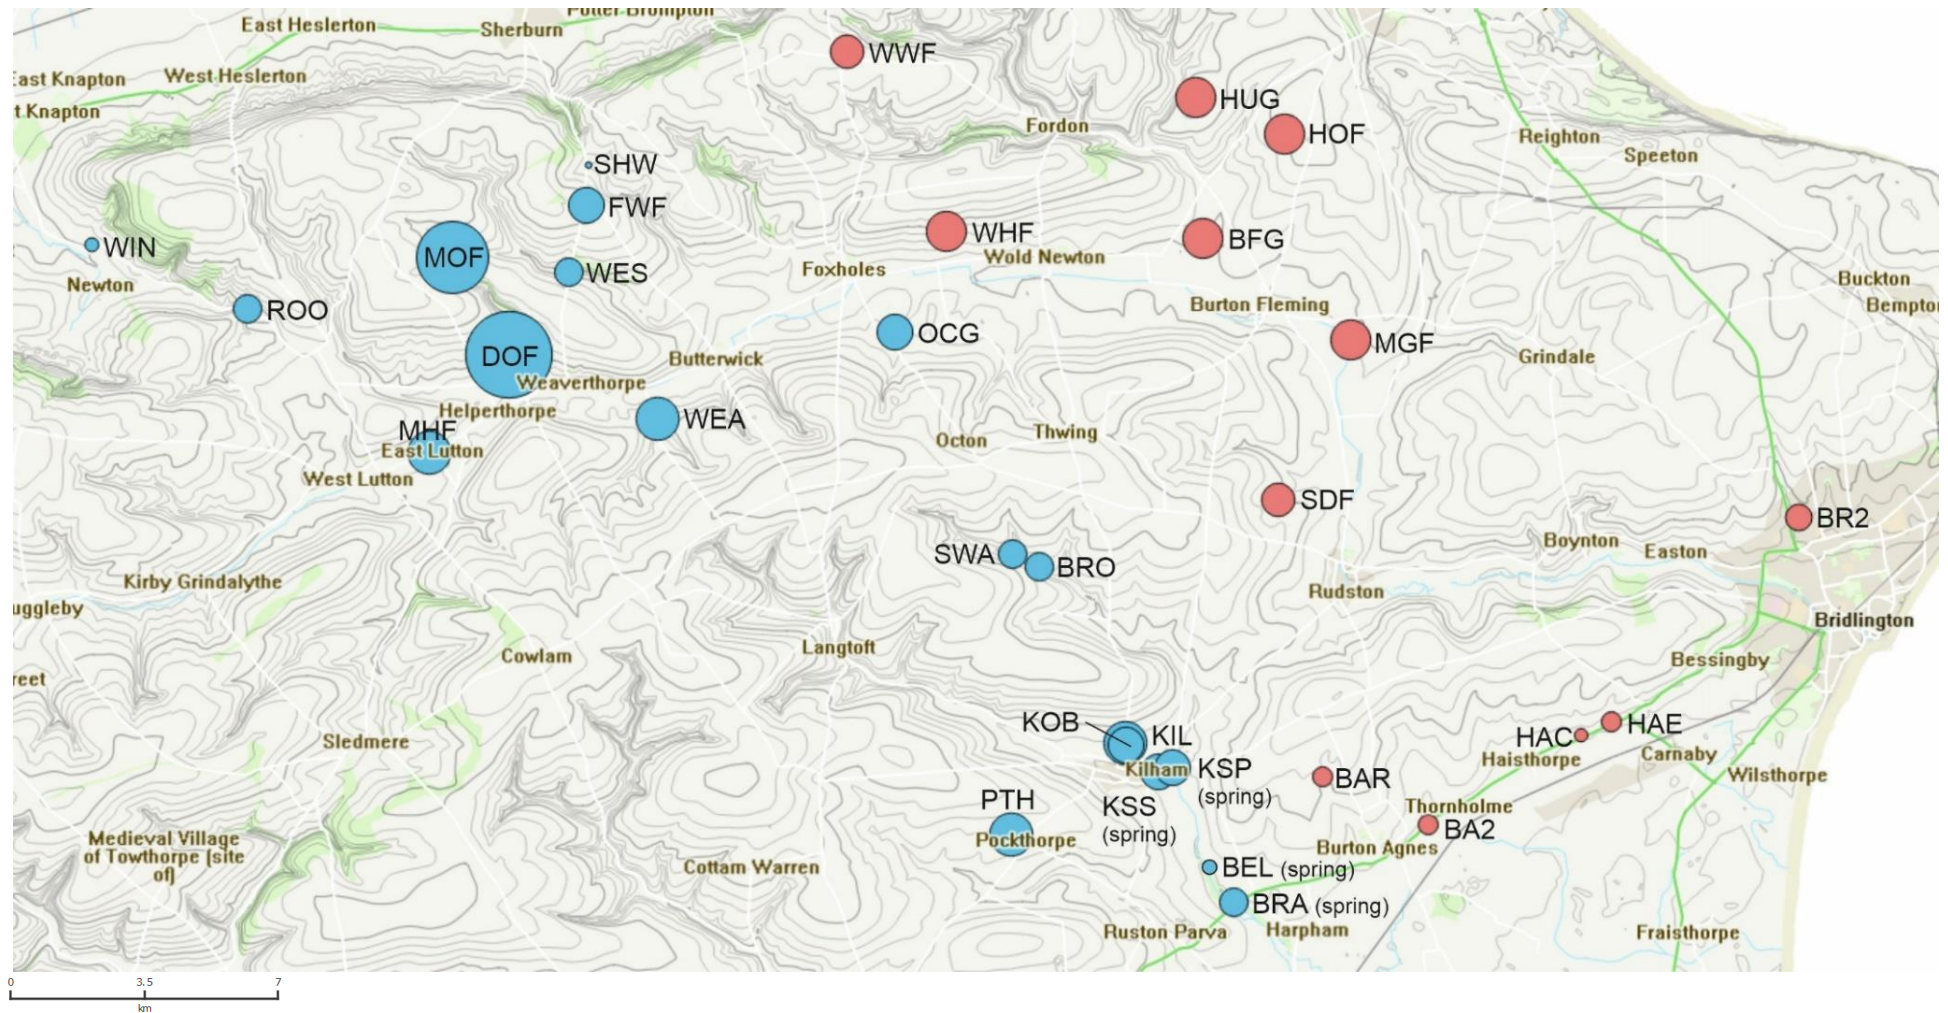 Potter Brompton
East Heslerton
Sherburn
WWF
East Knapton
West Heslerton
t Knapton
HUG
Fordon
HOF
Reighton
Speeton
SHW
FWF
WHF
BFG
WIN
MOF
Wold Newton
Foxholes
WES
Newton
Buckton
Burton Fleming
Bempto
ROO
OCG
MGF
DOF
Butterwick
Grindale
Weaverthorpe
Helperthorpe
WEA
MHF
East Lutton
Octon
Thwing
West Lutton
SDF
BR2
SWA
BRO
Boynton
Easton
Kirby Grindalythe
Rudston
uggleby
Bridlington
Langtoft
Cowlam
Bessingby
reet
KOB
KIL
HAC
HAE
Sledmere
Haisthorpe
Carnaby
Kilham
KSP
(spring)
BAR
Wilsthorpe
PTH
KSS
(spring)
Thornholme
BA2
Pockthorpe
Burton Agnes
Medieval Village
of Towthorpe (site
of)
Cottam Warren
BEL (spring)
BRA (spring)
Ruston Parva
Harpham
Fraisthorpe
0 3.5 7
km